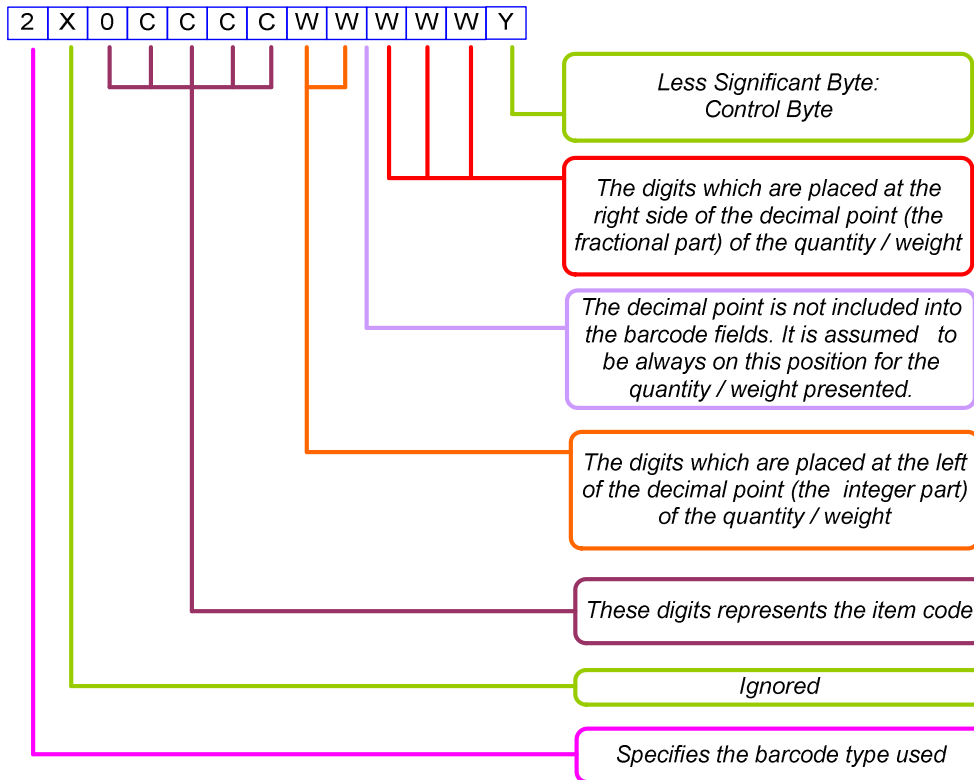 2 X 0 C C C C W W W W W Y
Less Significant Byte:
Control Byte
The digits which are placed at the
right side of the decimal point (the
fractional part) of the quantity / weight
The decimal point is not included into
the barcode fields. It is assumed to
be always on this position for the
quantity / weight presented.
The digits which are placed at the left
of the decimal point (the integer part)
of the quantity / weight
These digits represents the item code
Ignored
Specifies the barcode type used